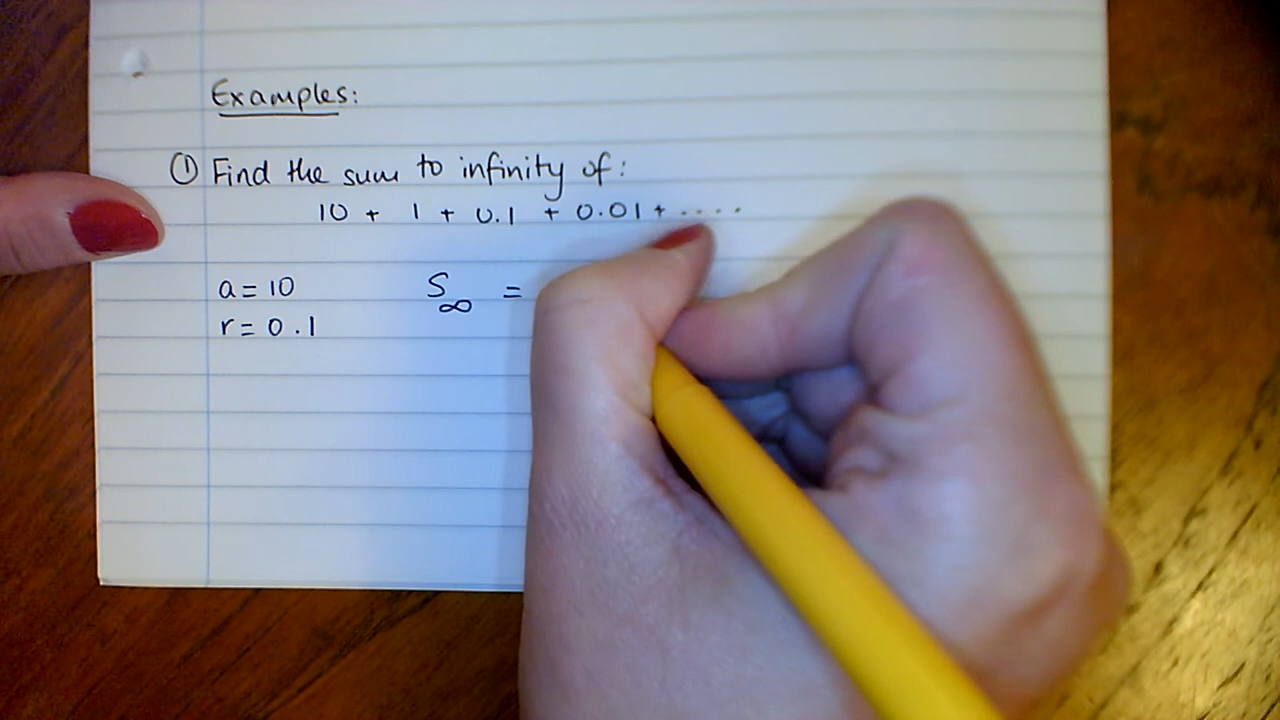 Examples:
① Find the sum to infinity of:
10 + 1 + 0.1 + 0.01 + ....
a = 10
S∞ =
r = 0.1